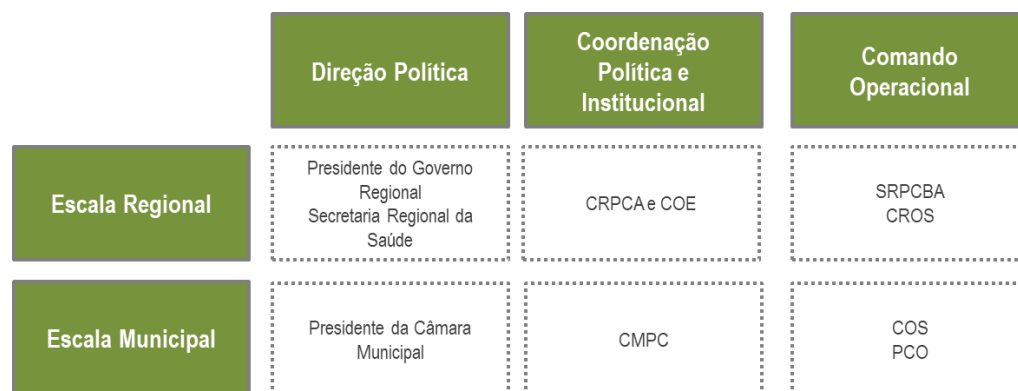 Direção Política
Coordenação
Política e
Institucional
Comando
Operacional
Escala Regional
Presidente do Governo
Regional
Secretaria Regional da
Saúde
CRPCA e COE
SRPCBA
CROS
Escala Municipal
Presidente da Câmara
Municipal
CMPC
COS
PCO